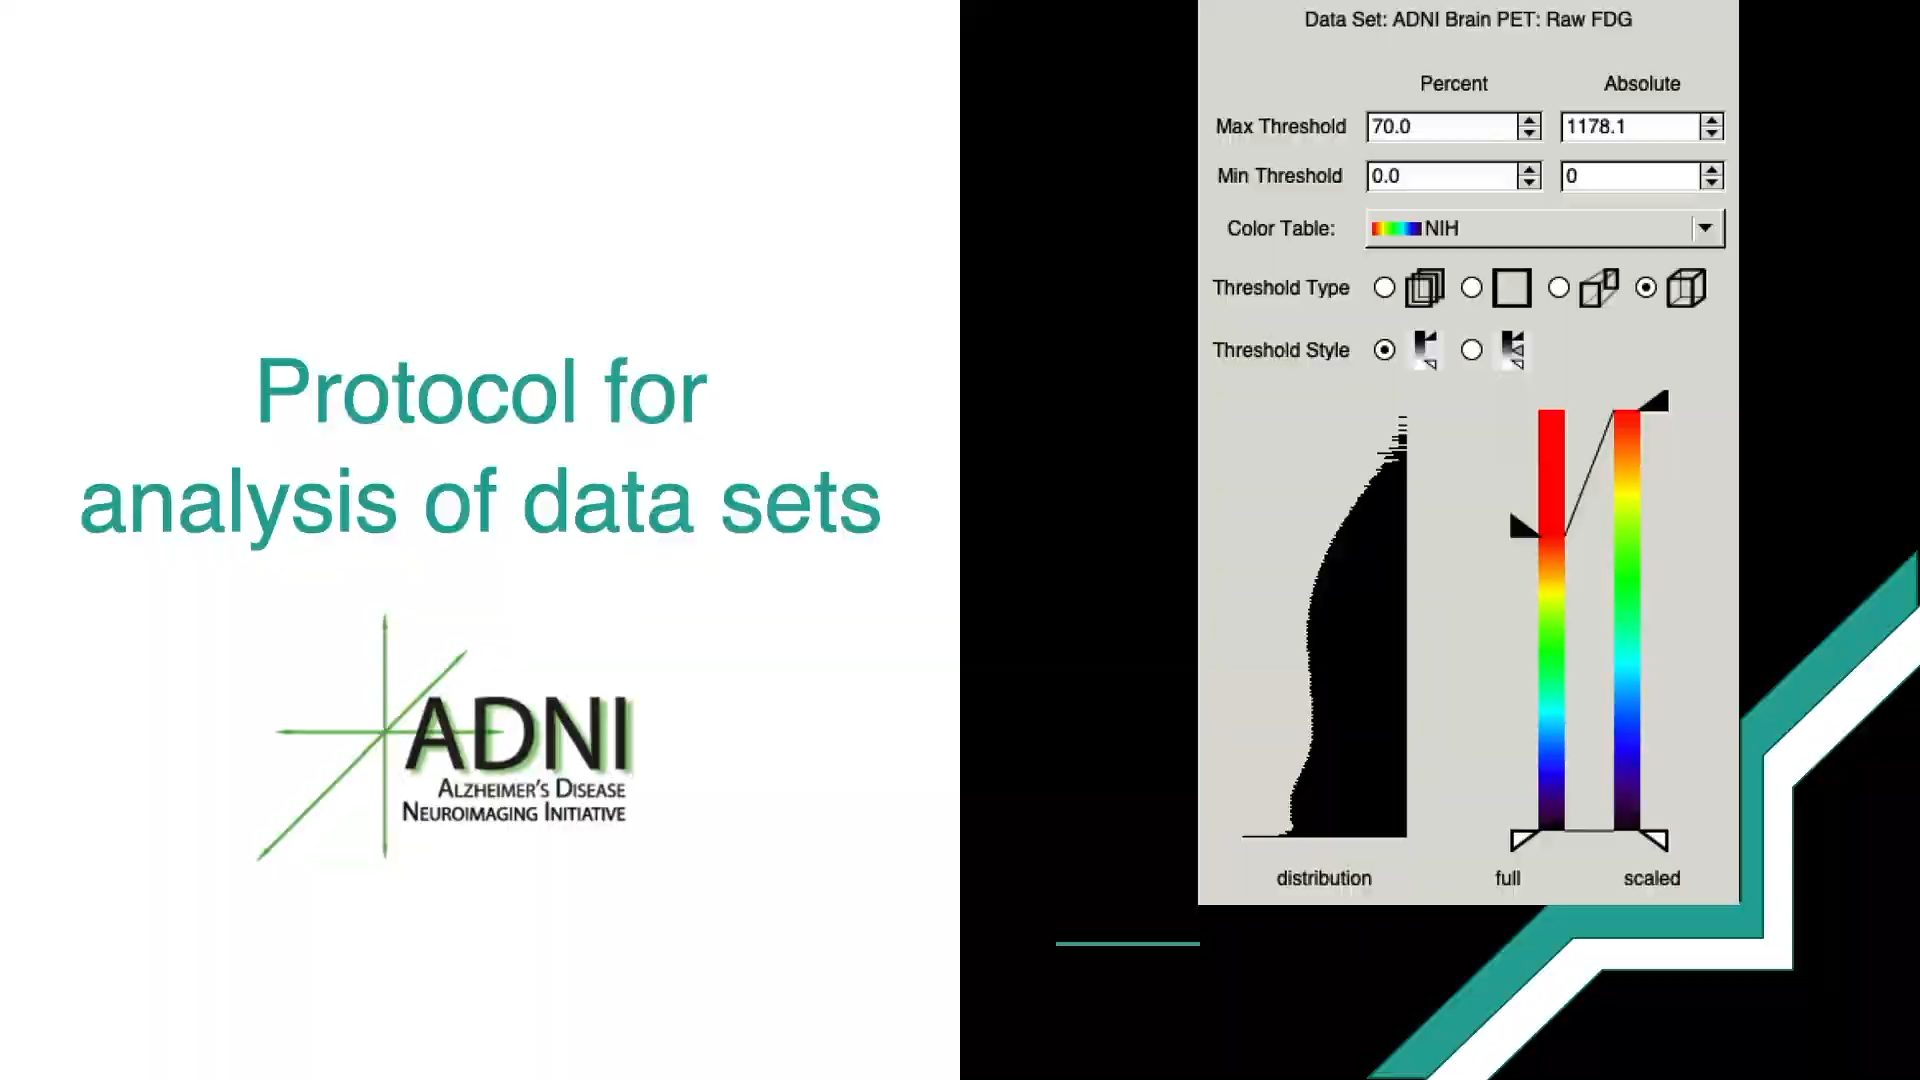 Protocol for
analysis of data sets
ADNI
ALZHEIMER'S DISEASE
NEUROIMAGING INITIATIVE
Data Set: ADNI Brain PET: Raw FDG
Percent Absolute
Max Threshold 70.0 1178.1
Min Threshold 0.0 0
Color Table: NIH
Threshold Type
Threshold Style
distribution full scaled